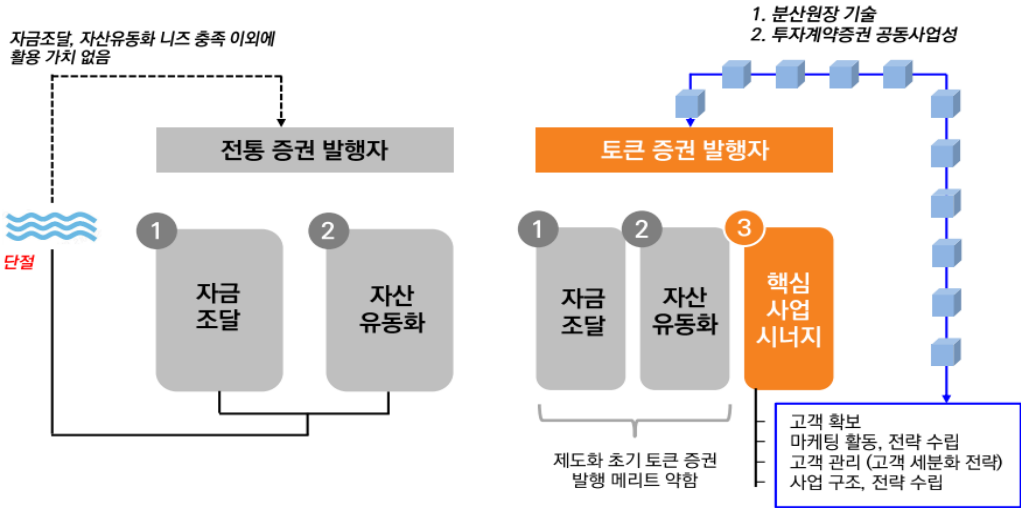 자금조달, 자산유동화 니즈 충족 이외에
활용 가치 없음
1. 분산원장 기술
2. 투자계약증권 공동사업성
전통 증권 발행자
토큰 증권 발행자
단절
1
자금
조달
2
자산
유동화
1
자금
조달
2
자산
유동화
3
핵심
사업
시너지
제도화 초기 토큰 증권
발행 메리트 약함
고객 확보
마케팅 활동, 전략 수립
고객 관리 (고객 세분화 전략)
사업 구조, 전략 수립